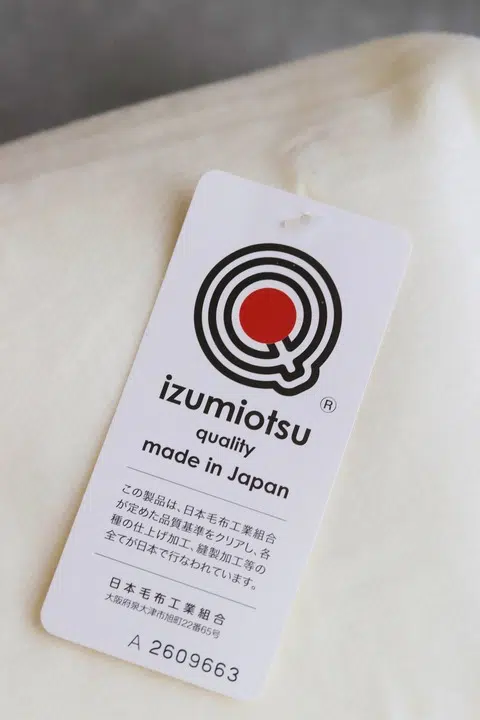 Q
®
izumiotsu
quality
made in Japan
この製品は、日本毛布工業組合
が定めた品質基準をクリアし、各
種の仕上げ加工、縫製加工等の
全てが日本で行なわれています。
日本毛布工業組合
大阪府泉大津市旭町22番65号
A 2609663